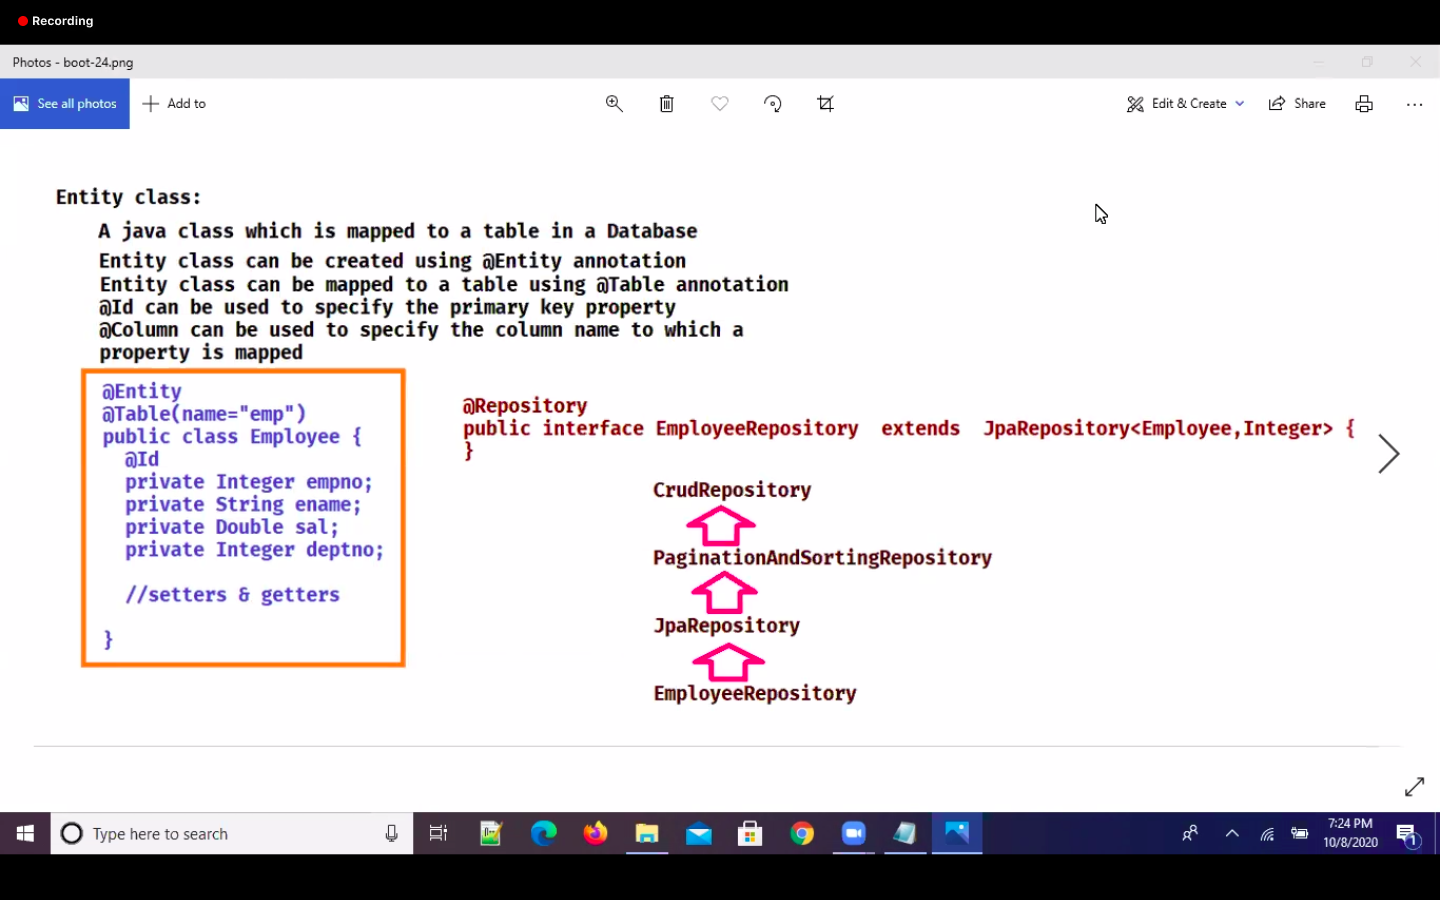 Recording
Photos - boot-24.png
See all photos
Add to
Edit & Create
Share
Entity class:
A java class which is mapped to a table in a Database
Entity class can be created using @Entity annotation
Entity class can be mapped to a table using @Table annotation
@Id can be used to specify the primary key property
@Column can be used to specify the column name to which a
property is mapped
@Entity
@Table(name="emp")
public class Employee {
@Id
private Integer empno;
private String ename;
private Double sal;
private Integer deptno;
//setters & getters
}
@Repository
public interface EmployeeRepository extends JpaRepository<Employee,Integer> {
}
CrudRepository
PaginationAndSortingRepository
JpaRepository
EmployeeRepository
Type here to search
7:24 PM
10/8/2020
1